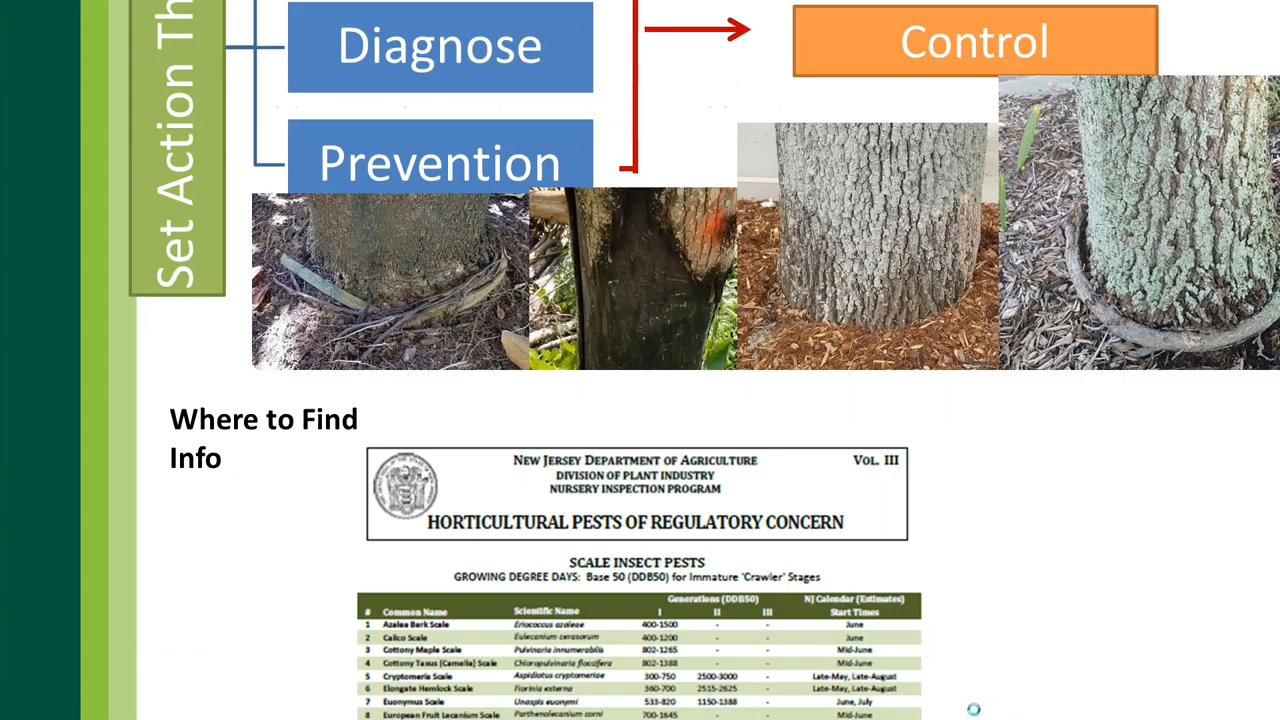 Set Action Th
Diagnose
Prevention
Control
Where to Find
Info
NEW JERSEY DEPARTMENT OF AGRICULTURE
VOL. III
DIVISION OF PLANT INDUSTRY
NURSERY INSPECTION PROGRAM
HORTICULTURAL PESTS OF REGULATORY CONCERN
SCALE INSECT PESTS
GROWING DEGREE DAYS: Base 50 (DDB50) for Immature 'Crawler' Stages
Generations (DDB50) NJ Calendar (Estimates)
# Common Name Scientific Name I II III Start Times
1 Azalea Bark Scale Eriococcus azaleae 400-1500 - - June
2 Calico Scale Eulecanium cerasorum 400-1200 - - June
3 Cottony Maple Scale Pulvinaria innumerabilis 802-1265 - - Mid-June
4 Cottony Taxus (Camelia) Scale Chloropulvinaria floccifera 802-1388 - - Mid-June
5 Cryptomeria Scale Aspidiotus cryptomeriae 300-750 2500-3000 - Late-May, Late-August
6 Elongate Hemlock Scale Fiorinia externa 360-700 2515-2625 - Late-May, Late-August
7 Euonymus Scale Unaspis euonymi 533-820 1150-1388 - June, July
8 European Fruit Lecanium Scale Parthenolecanium corni 700-1645 - - Mid-June